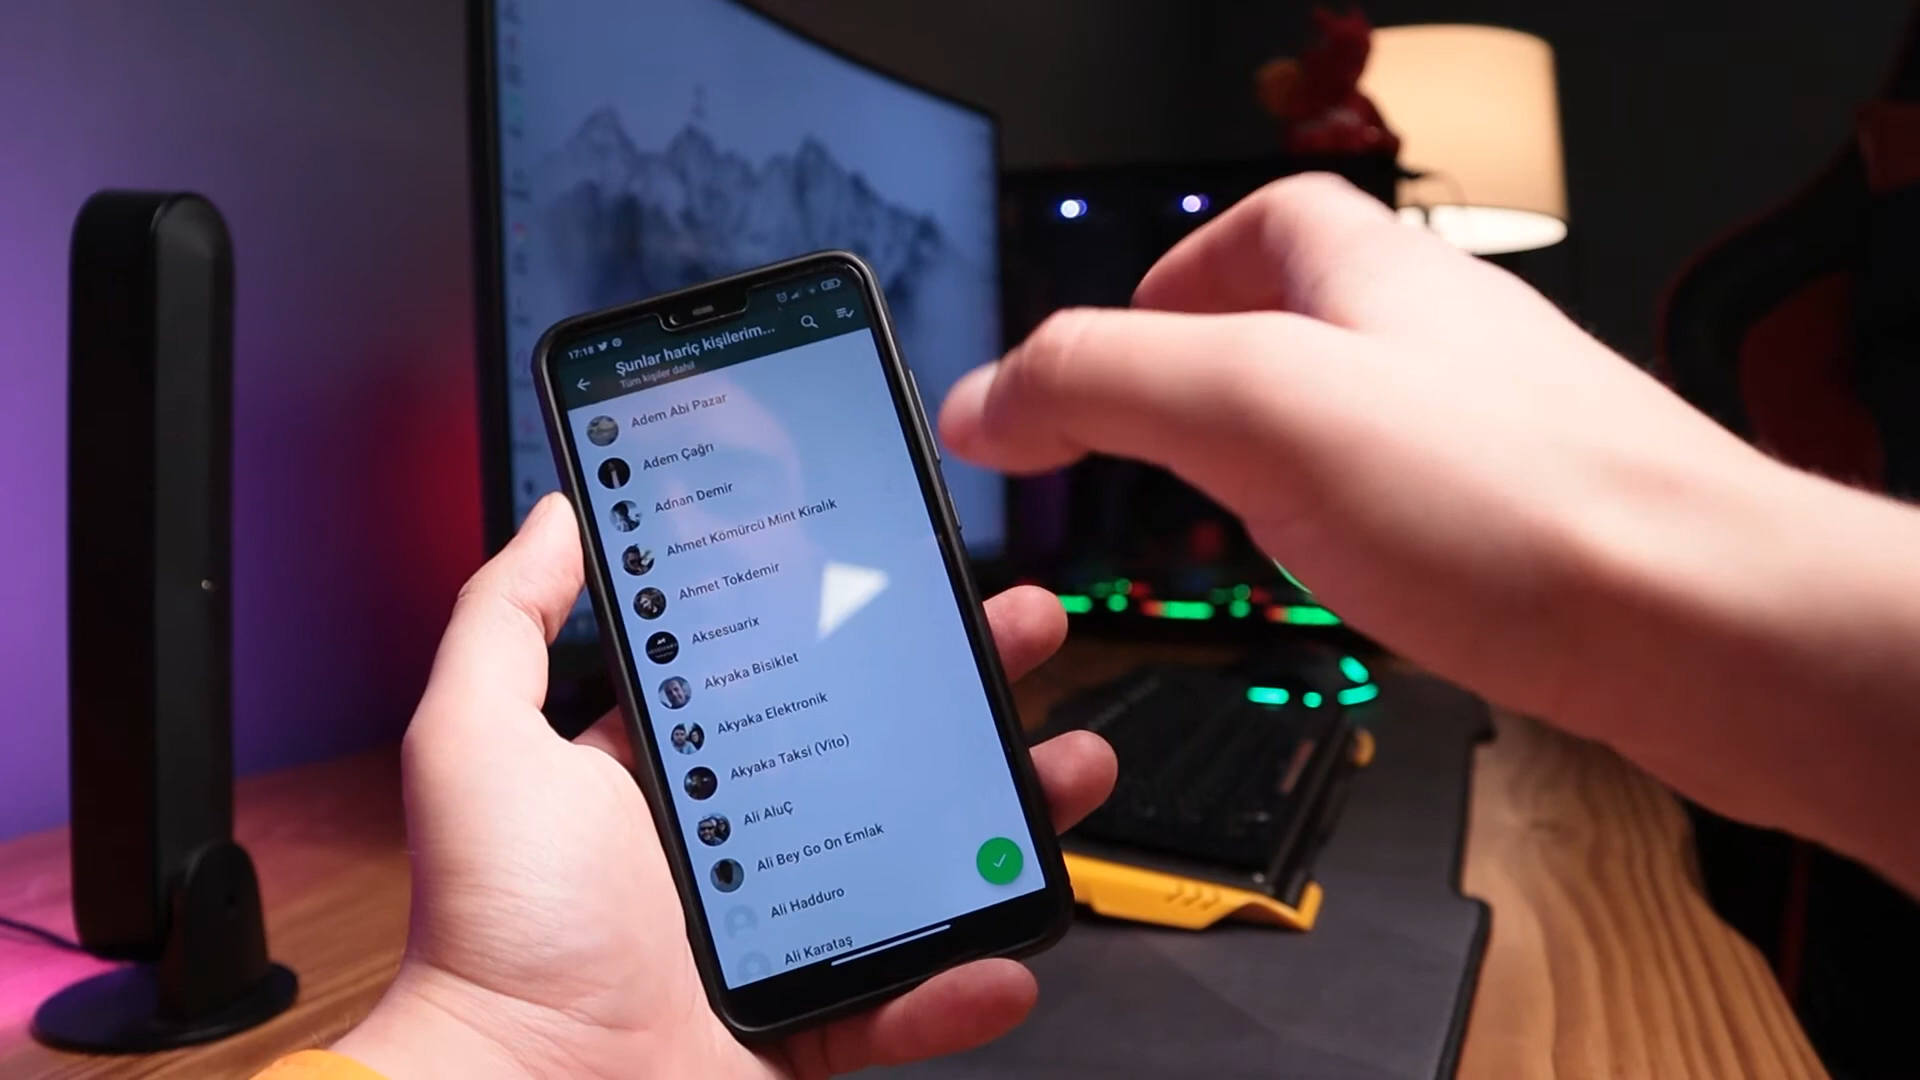 17:18
Şunlar hariç kişilerim...
Tüm kişiler dahil
Adem Abi Pazar
Adem Çağrı
Adnan Demir
Ahmet Kömürcü Mint Kiralık
Ahmet Tokdemir
Aksesuarix
Akyaka Bisiklet
Akyaka Elektronik
Akyaka Taksi (Vito)
Ali AluÇ
Ali Bey Go On Emlak
Ali Hadduro
Ali Karataş